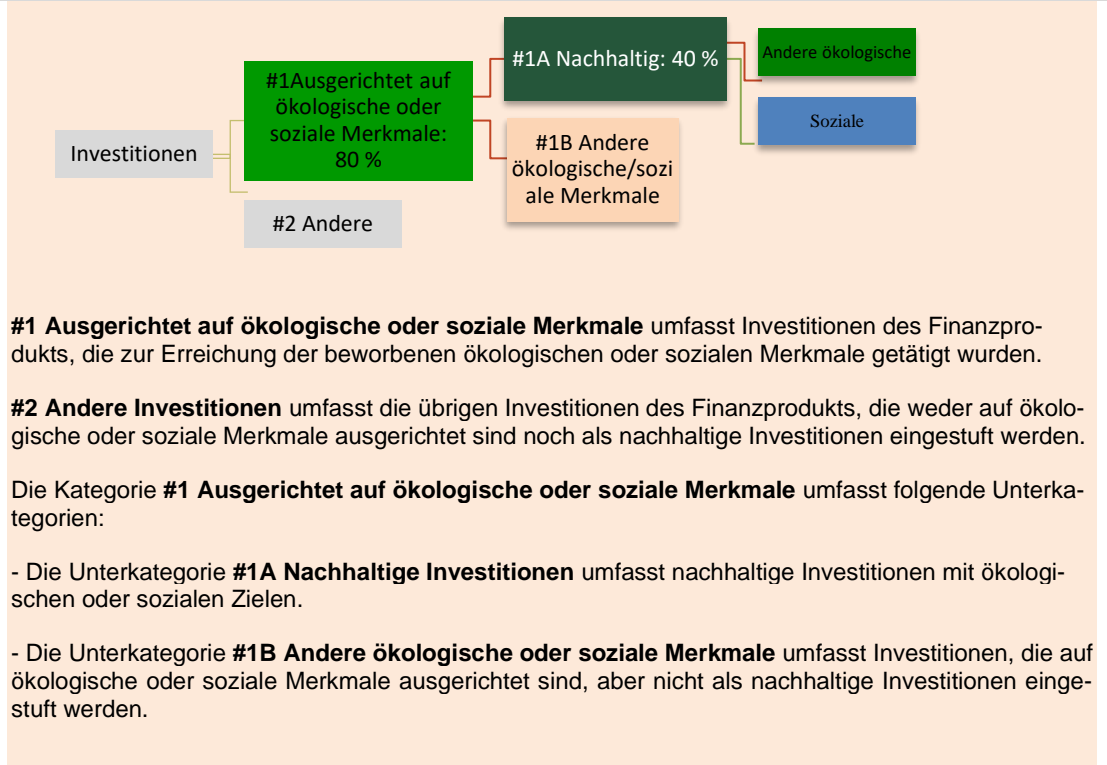 Investitionen
#1Ausgerichtet auf
ökologische oder
soziale Merkmale:
80 %
#2 Andere
#1A Nachhaltig: 40 %
#1B Andere
ökologische/sozi
ale Merkmale
Andere ökologische
Soziale
#1 Ausgerichtet auf ökologische oder soziale Merkmale umfasst Investitionen des Finanzpro-
dukts, die zur Erreichung der beworbenen ökologischen oder sozialen Merkmale getätigt wurden.
#2 Andere Investitionen umfasst die übrigen Investitionen des Finanzprodukts, die weder auf ökolo-
gische oder soziale Merkmale ausgerichtet sind noch als nachhaltige Investitionen eingestuft werden.
Die Kategorie #1 Ausgerichtet auf ökologische oder soziale Merkmale umfasst folgende Unterka-
tegorien:
- Die Unterkategorie #1A Nachhaltige Investitionen umfasst nachhaltige Investitionen mit ökologi-
schen oder sozialen Zielen.
- Die Unterkategorie #1B Andere ökologische oder soziale Merkmale umfasst Investitionen, die auf
ökologische oder soziale Merkmale ausgerichtet sind, aber nicht als nachhaltige Investitionen einge-
stuft werden.